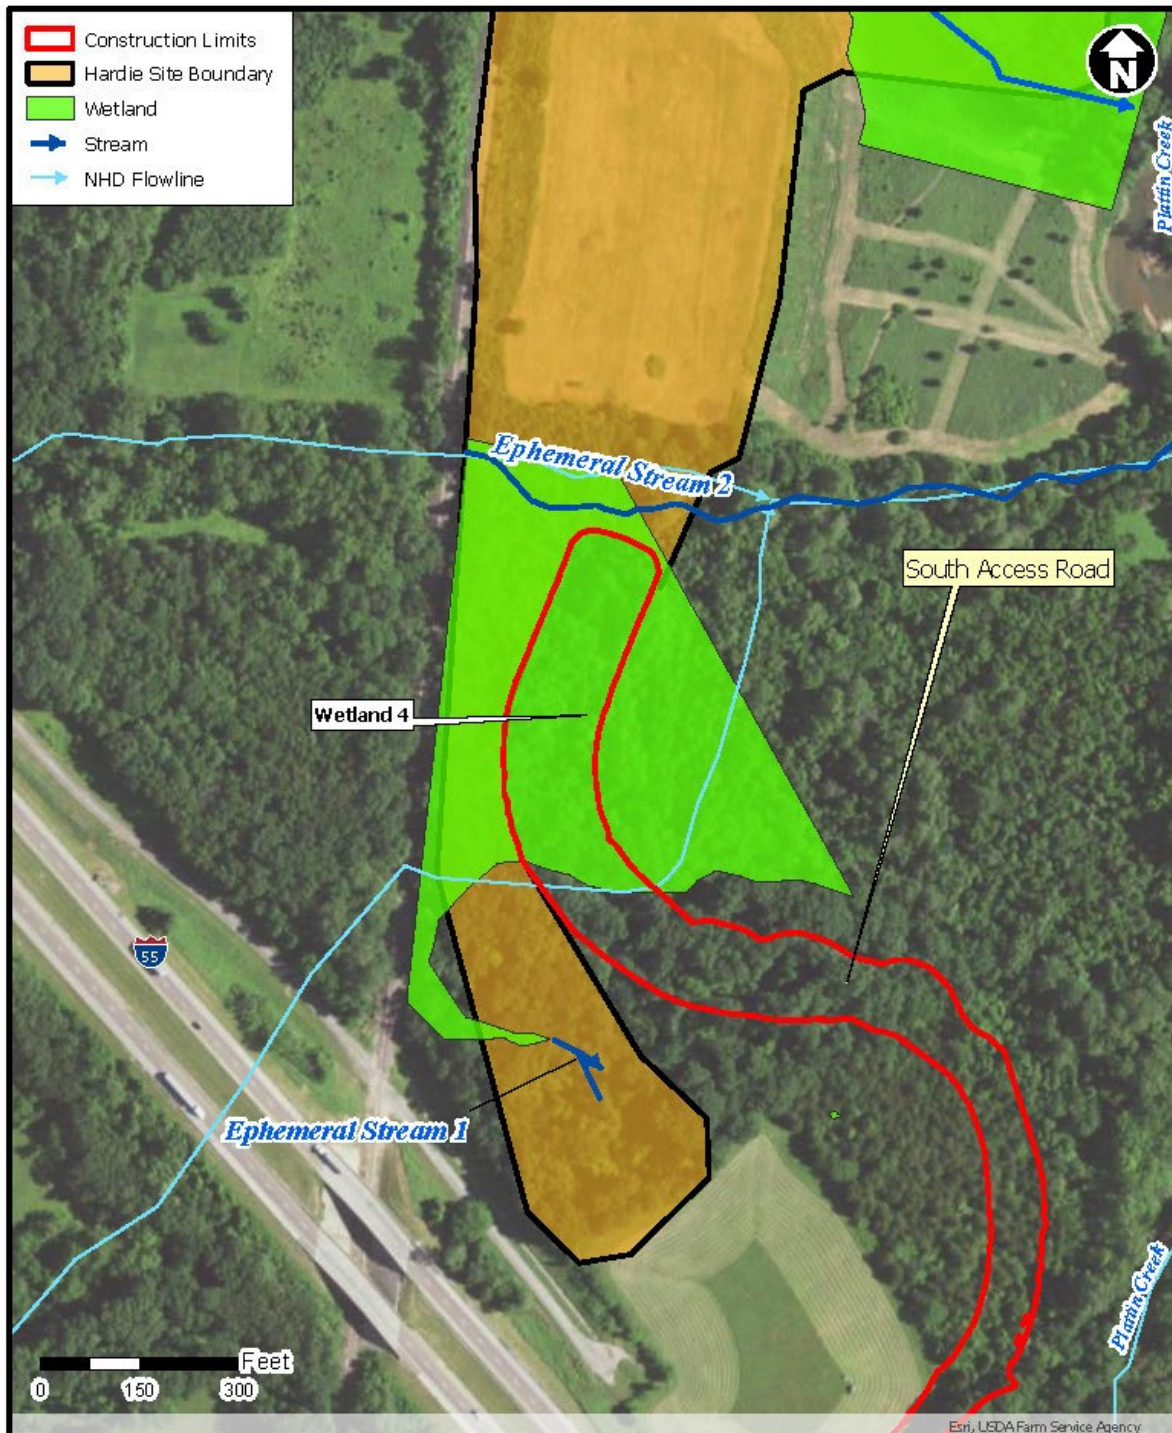 Construction Limits
Hardie Site Boundary
Wetland
Stream
NHD Flowline
N
Plattin Creek
Ephemeral Stream 2
South Access Road
Wetland 4
55
Ephemeral Stream 1
Plattin Creek
Feet
0 150 300
Esri, USDA Farm Service Agency